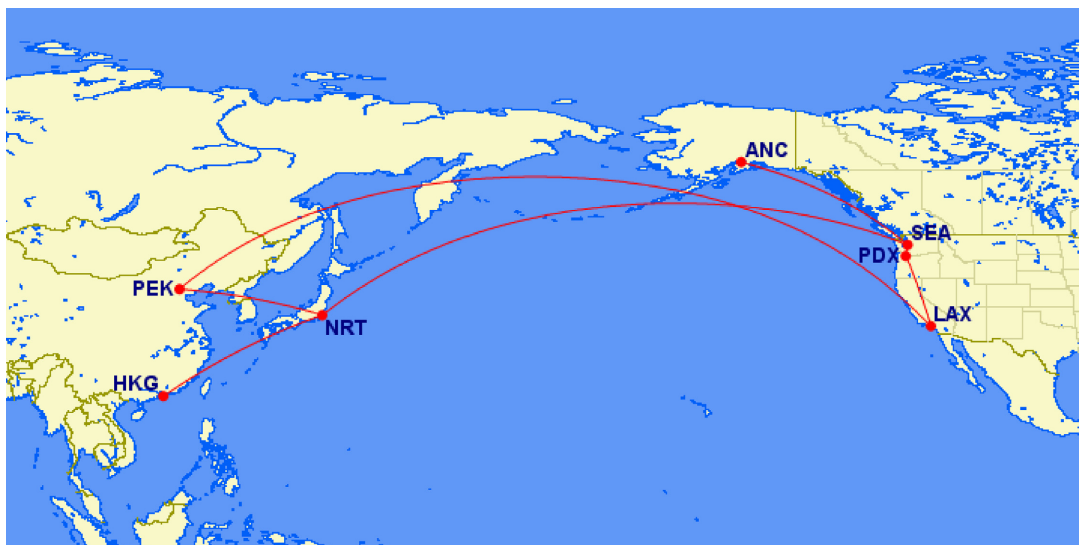 ANC
SEA
PDX
PEK
LAX
NRT
HKG